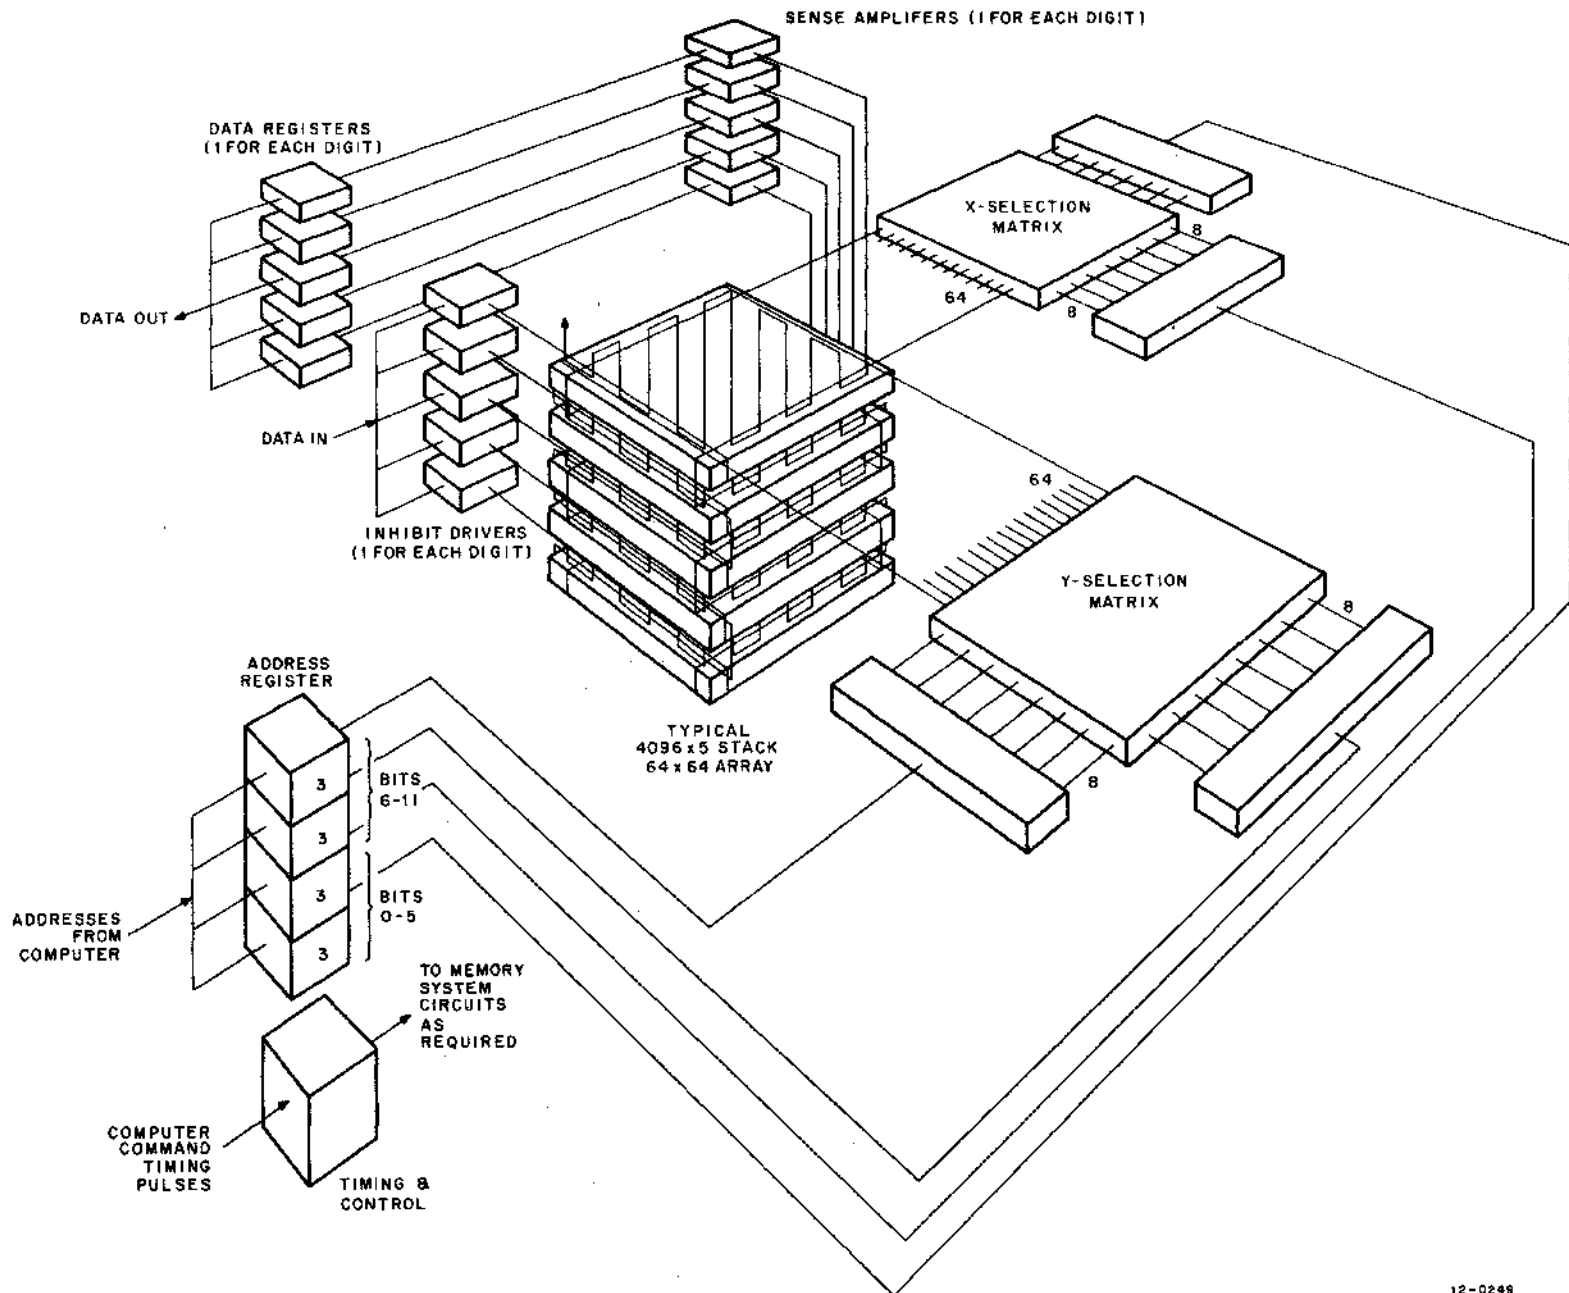 SENSE AMPLIFERS (1 FOR EACH DIGIT)
DATA REGISTERS
(1 FOR EACH DIGIT)
X-SELECTION
MATRIX
8
64
8
DATA OUT
DATA IN
INHIBIT DRIVERS
(1 FOR EACH DIGIT)
64
Y-SELECTION
MATRIX
8
8
TYPICAL
4096 x 5 STACK
64 x 64 ARRAY
ADDRESS
REGISTER
3
BITS
6-11
3
3
BITS
0-5
3
ADDRESSES
FROM
COMPUTER
TO MEMORY
SYSTEM
CIRCUITS
AS
REQUIRED
COMPUTER
COMMAND
TIMING
PULSES
TIMING &
CONTROL
12-0249